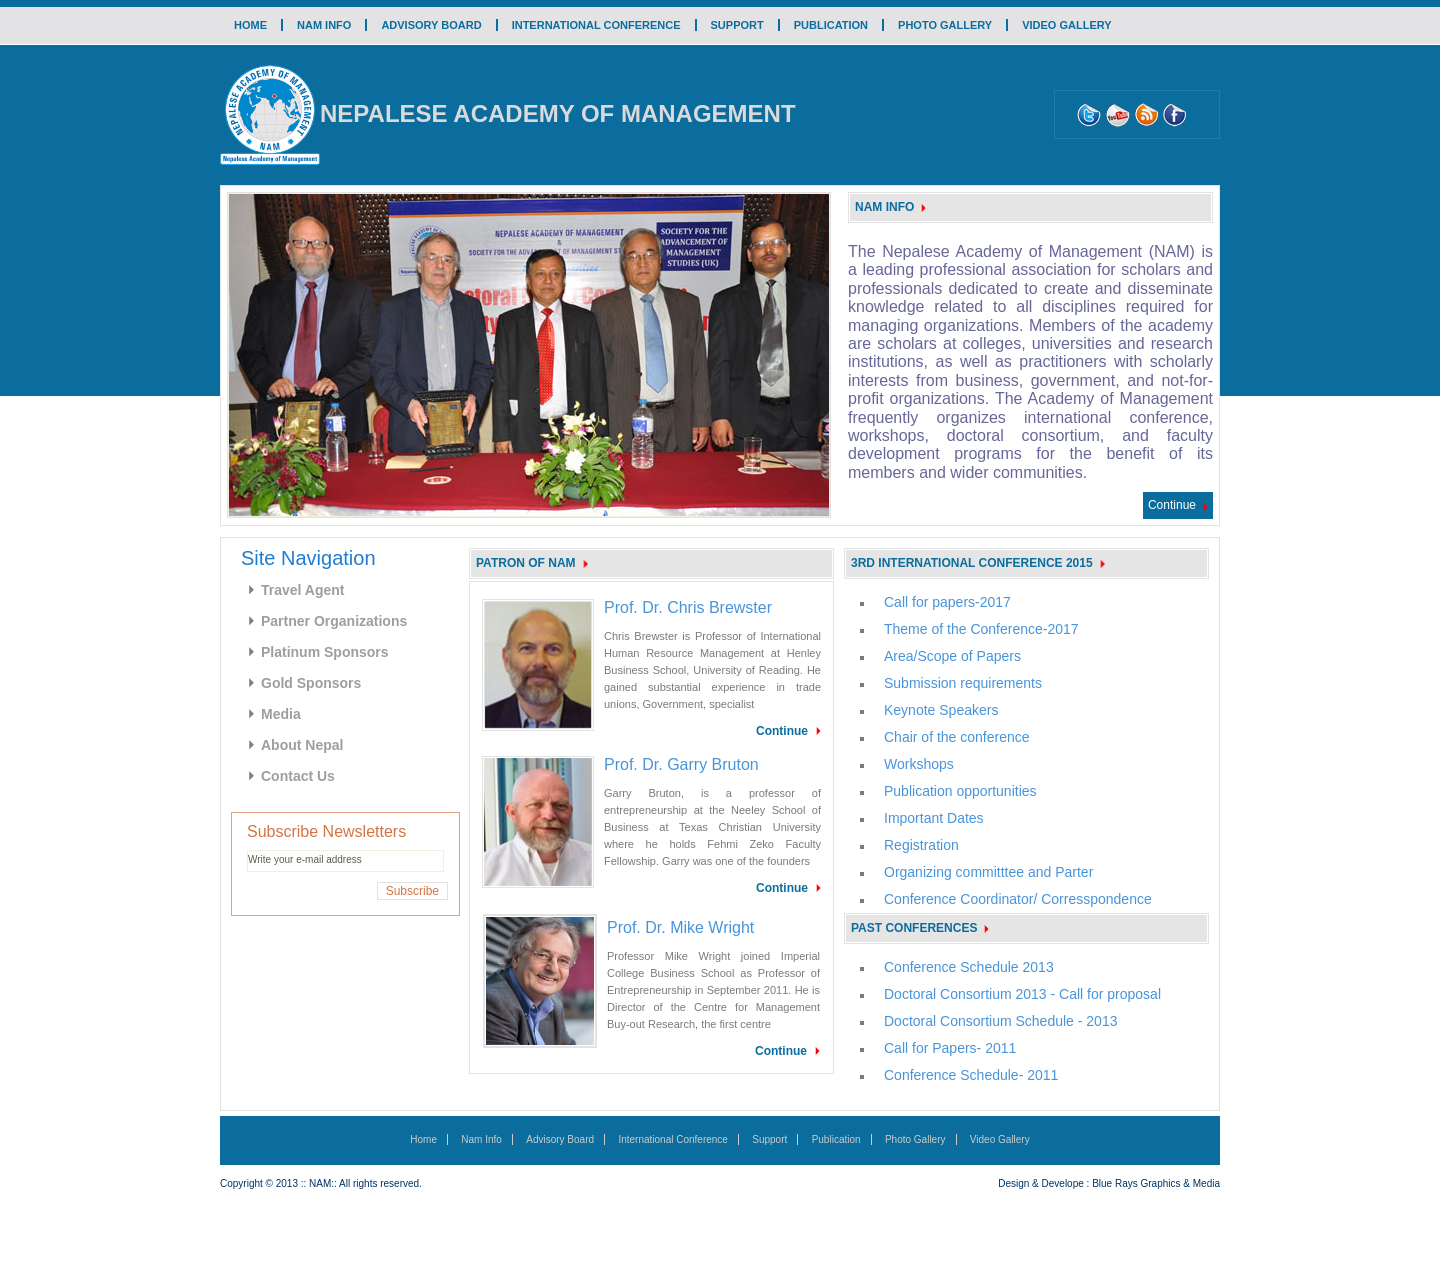 HOME
NAM INFO
ADVISORY BOARD
INTERNATIONAL CONFERENCE
SUPPORT
PUBLICATION
PHOTO GALLERY
VIDEO GALLERY
NEPALESE ACADEMY OF MANAGEMENT
NAM
Nepalese Academy of Management
NEPALESE ACADEMY OF MANAGEMENT
NEPALESE ACADEMY OF MANAGEMENT
&
SOCIETY FOR THE ADVANCEMENT OF MANAGEMENT
SOCIETY FOR THE
ADVANCEMENT OF
MANAGEMENT
STUDIES (UK)
NAM INFO
The Nepalese Academy of Management (NAM) is
a leading professional association for scholars and
professionals dedicated to create and disseminate
knowledge related to all disciplines required for
managing organizations. Members of the academy
are scholars at colleges, universities and research
institutions, as well as practitioners with scholarly
interests from business, government, and not-for-
profit organizations. The Academy of Management
frequently organizes international conference,
workshops, doctoral consortium, and faculty
development programs for the benefit of its
members and wider communities.
Continue
Site Navigation
Travel Agent
Partner Organizations
Platinum Sponsors
Gold Sponsors
Media
About Nepal
Contact Us
Subscribe Newsletters
Write your e-mail address
Subscribe
PATRON OF NAM
Prof. Dr. Chris Brewster
Chris Brewster is Professor of International
Human Resource Management at Henley
Business School, University of Reading. He
gained substantial experience in trade
unions, Government, specialist
Continue
Prof. Dr. Garry Bruton
Garry Bruton, is a professor of
entrepreneurship at the Neeley School of
Business at Texas Christian University
where he holds Fehmi Zeko Faculty
Fellowship. Garry was one of the founders
Continue
Prof. Dr. Mike Wright
Professor Mike Wright joined Imperial
College Business School as Professor of
Entrepreneurship in September 2011. He is
Director of the Centre for Management
Buy-out Research, the first centre
Continue
3RD INTERNATIONAL CONFERENCE 2015
Call for papers-2017
Theme of the Conference-2017
Area/Scope of Papers
Submission requirements
Keynote Speakers
Chair of the conference
Workshops
Publication opportunities
Important Dates
Registration
Organizing committtee and Parter
Conference Coordinator/ Corresspondence
PAST CONFERENCES
Conference Schedule 2013
Doctoral Consortium 2013 - Call for proposal
Doctoral Consortium Schedule - 2013
Call for Papers- 2011
Conference Schedule- 2011
Home
Nam Info
Advisory Board
International Conference
Support
Publication
Photo Gallery
Video Gallery
Copyright © 2013 :: NAM:: All rights reserved.
Design & Develope : Blue Rays Graphics & Media